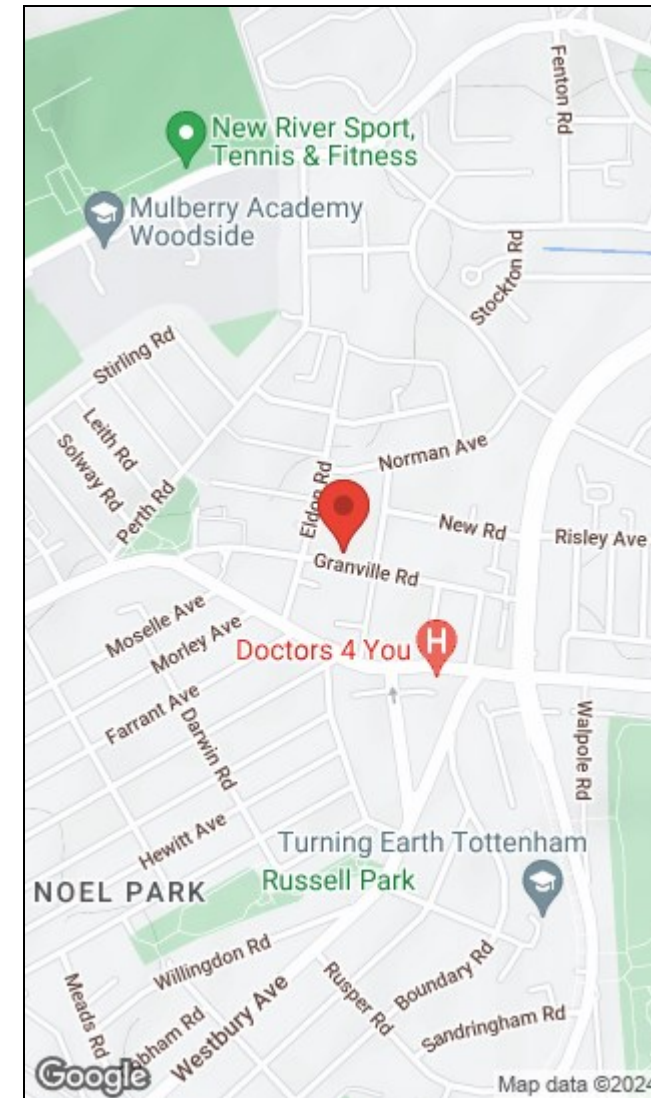 Fenton Rd
New River Sport,
Tennis & Fitness
Mulberry Academy
Woodside
Stockton Rd
Stirling Rd
Leith Rd
Solway Rd
Perth Rd
Norman Ave
Eldon Rd
New Rd
Risley Ave
Granville Rd
Moselle Ave
Morley Ave
Doctors 4 You
H
Farrant Ave
Darwin Rd
Walpole Rd
Hewitt Ave
Turning Earth Tottenham
NOEL PARK
Russell Park
Willingdon Rd
Boundary Rd
Meads Rd
Rusper Rd
bham Rd
Westbury Ave
Sandringham Rd
Google
Map data ©2024